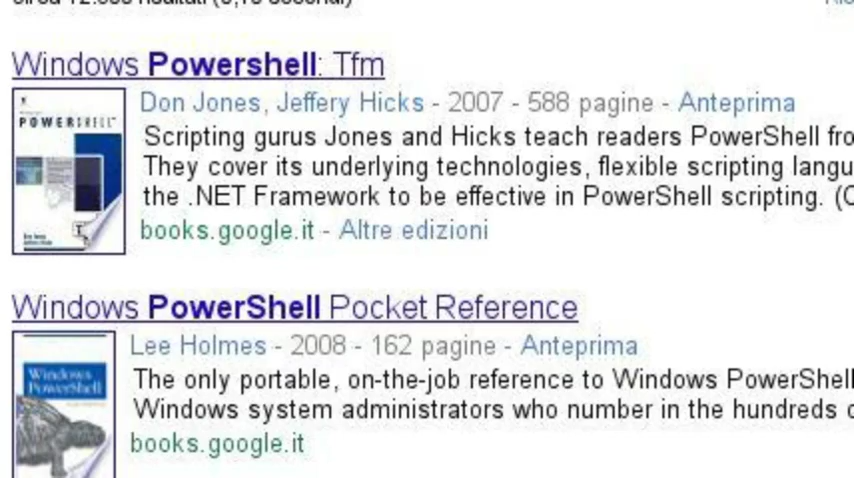 Windows Powershell: Tfm
POWERSHELL
Don Jones, Jeffery Hicks - 2007 - 588 pagine - Anteprima
Scripting gurus Jones and Hicks teach readers PowerShell fro
They cover its underlying technologies, flexible scripting langu
the .NET Framework to be effective in PowerShell scripting. (C
books.google.it - Altre edizioni
Windows PowerShell Pocket Reference
Lee Holmes - 2008 - 162 pagine - Anteprima
Windows
PowerShell
The only portable, on-the-job reference to Windows PowerShell
Windows system administrators who number in the hundreds o
books.google.it